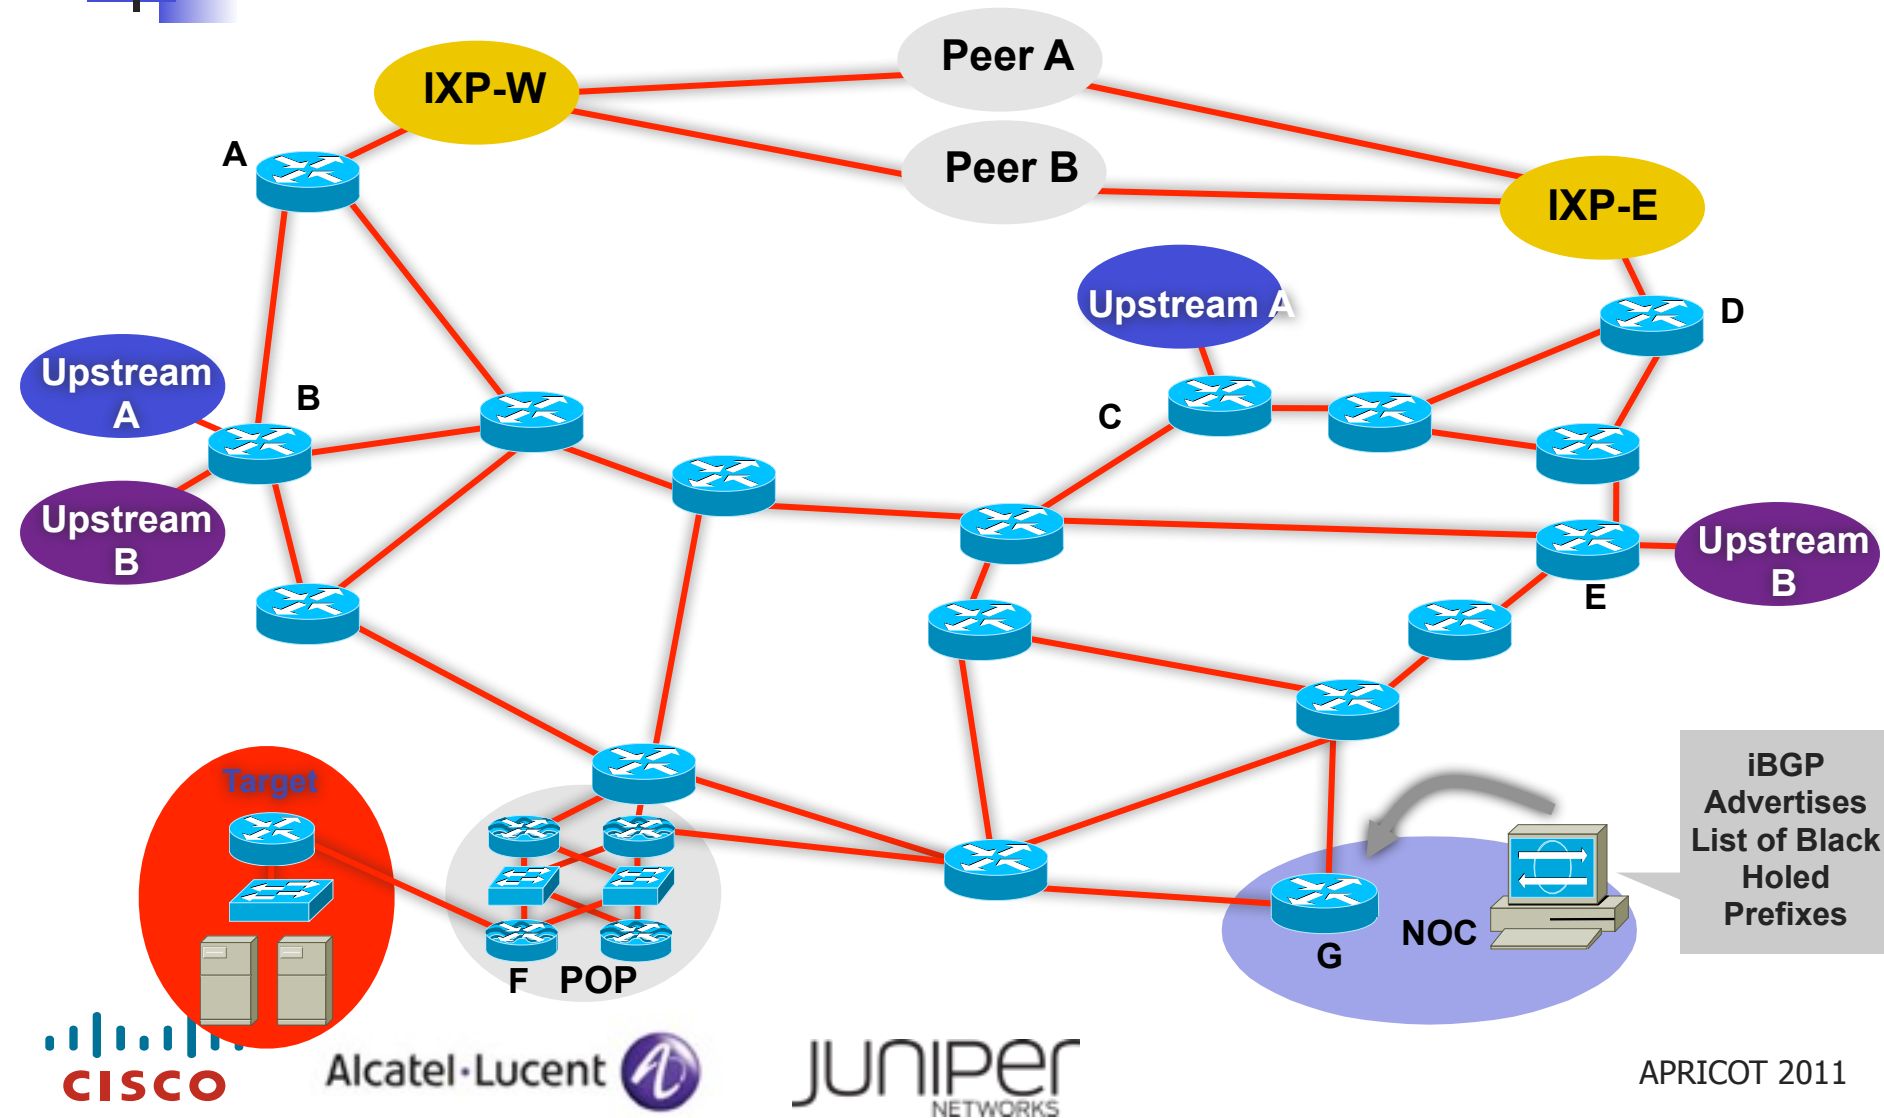 Peer A
IXP-W
A
Peer B
IXP-E
Upstream A
D
Upstream
A
B
C
Upstream
B
Upstream
B
E
Target
iBGP
Advertises
List of Black
Holed
Prefixes
NOC
G
F
POP
CISCO
Alcatel·Lucent
JUNIPER
NETWORKS
APRICOT 2011